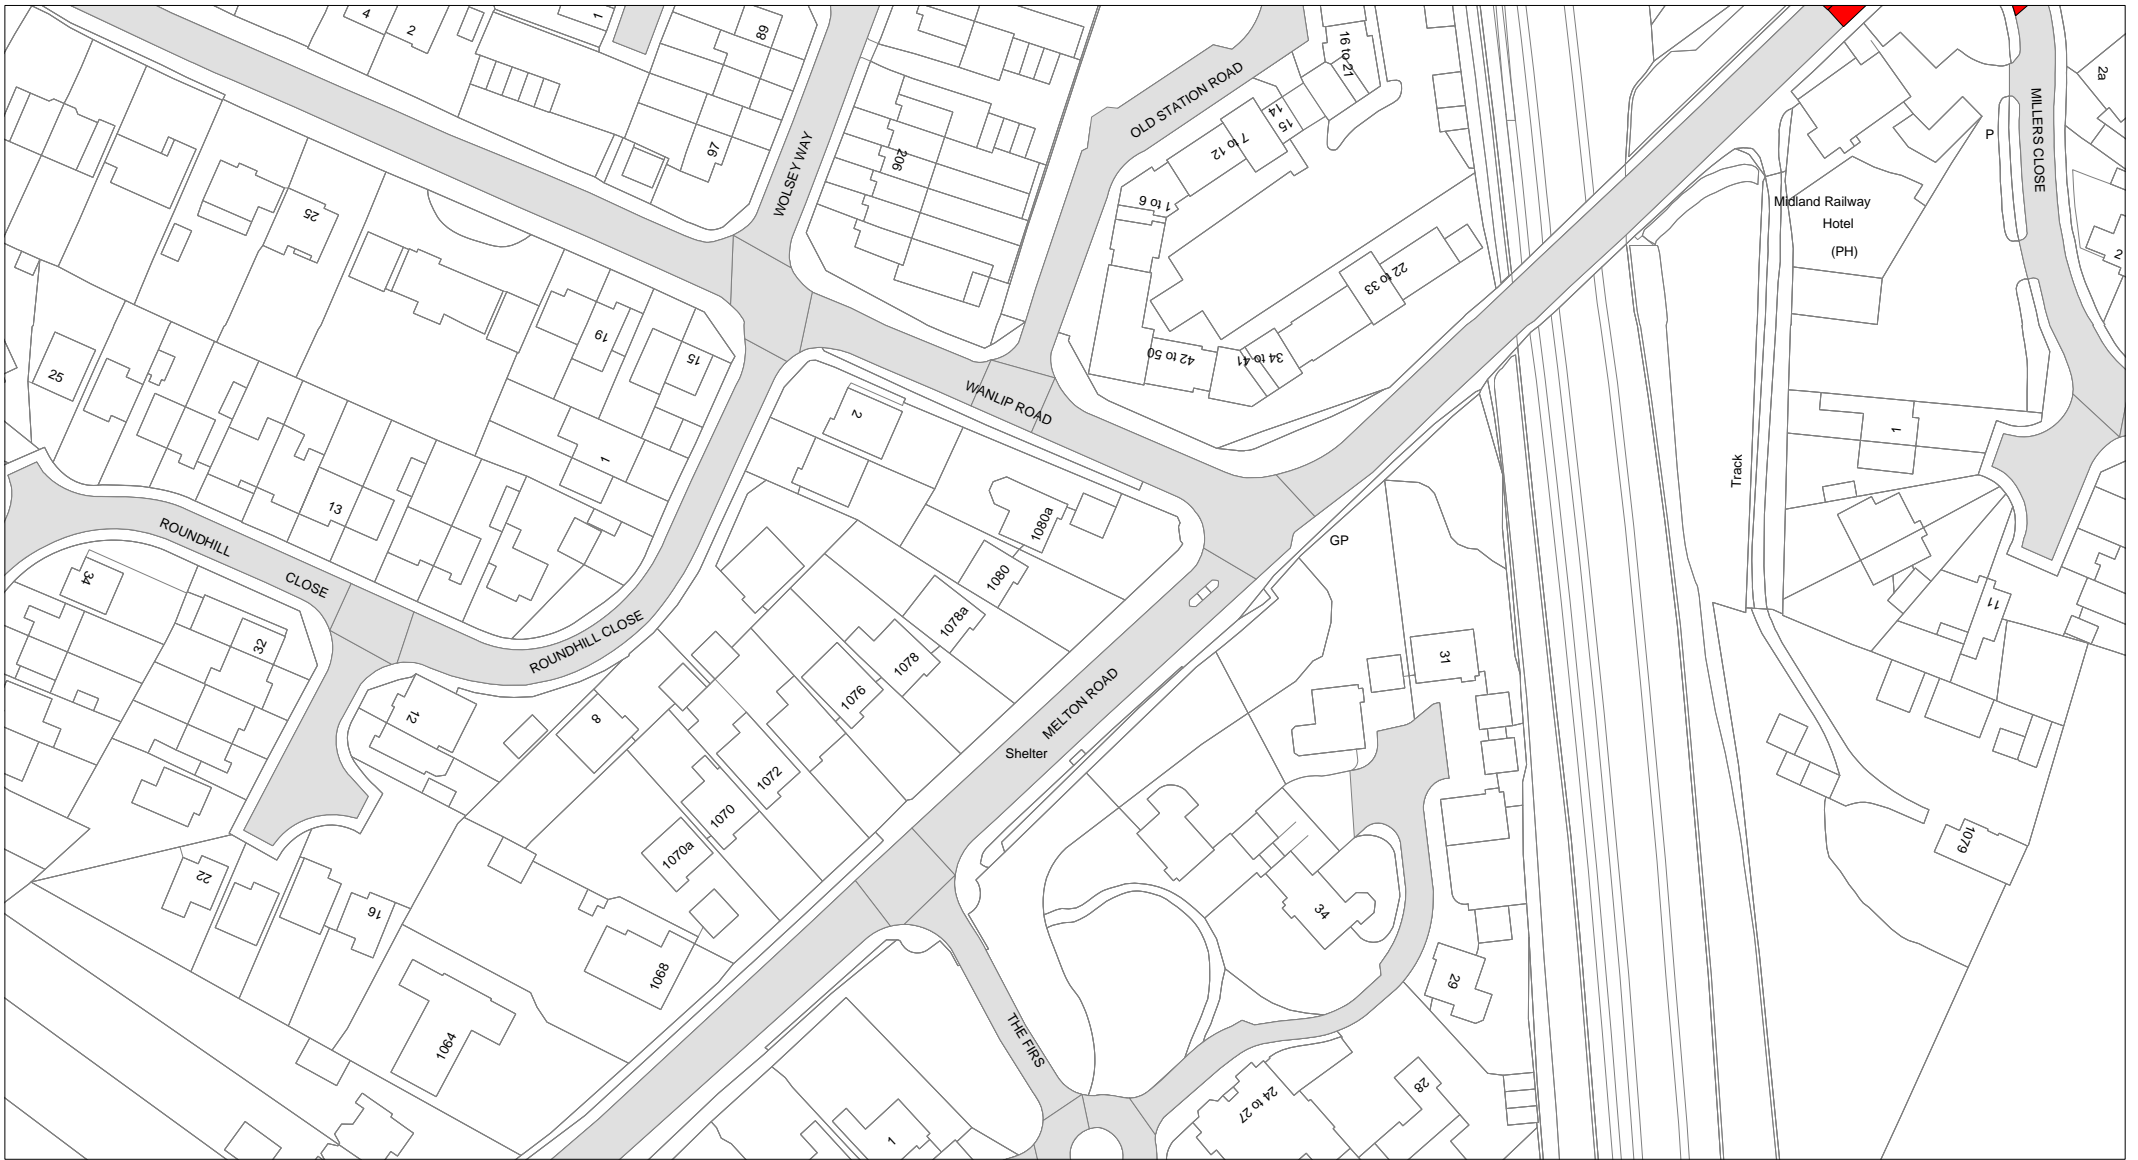 4
2
1
89
16 to 21
2a
OLD STATION ROAD
14
15
7 to 12
97
206
WOLSEY WAY
MILLERS CLOSE
P
25
1 to 6
Midland Railway
Hotel
(PH)
2
22 to 33
19
15
42 to 50
34 to 41
25
WANLIP ROAD
2
1
1
Track
13
1080a
ROUNDHILL
CLOSE
GP
34
1080
1078a
11
32
ROUNDHILL CLOSE
1078
31
1076
12
8
MELTON ROAD
Shelter
1072
1070
1070a
1079
22
16
34
1068
29
THE FIRS
1064
28
24 to 27
1